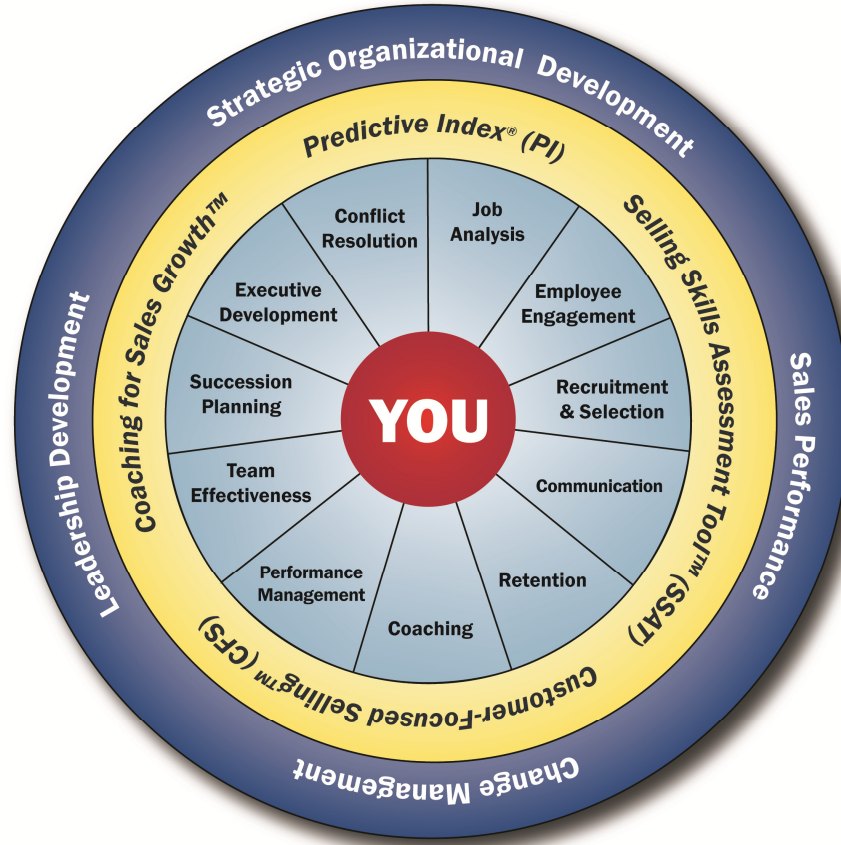 Strategic Organizational Development
Sales Performance
Change Management
Leadership Development
Predictive Index® (PI)
Selling Skills Assessment Tool™ (SSAT)
Customer-Focused Selling™ (CFS)
Coaching for Sales Growth™
Job
Analysis
Employee
Engagement
Recruitment
& Selection
Communication
Retention
Coaching
Performance
Management
Team
Effectiveness
Succession
Planning
Executive
Development
Conflict
Resolution
YOU